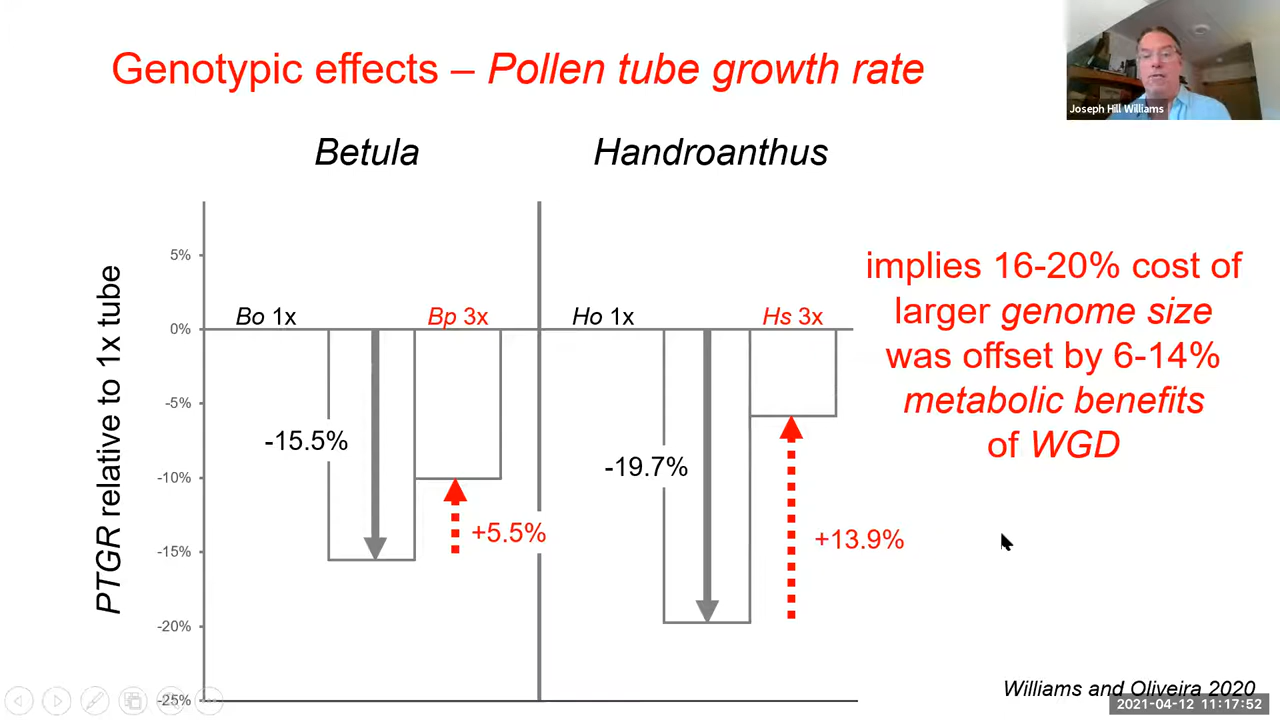 Genotypic effects – Pollen tube growth rate
Joseph Hill Williams
Betula
Handroanthus
PTGR relative to 1x tube
5%
0%
-5%
-10%
-15%
-20%
-25%
Bo 1x
Bp 3x
Ho 1x
Hs 3x
-15.5%
+5.5%
-19.7%
+13.9%
implies 16-20% cost of
larger genome size
was offset by 6-14%
metabolic benefits
of WGD
Williams and Oliveira 2020
2021-04-12 11:17:52